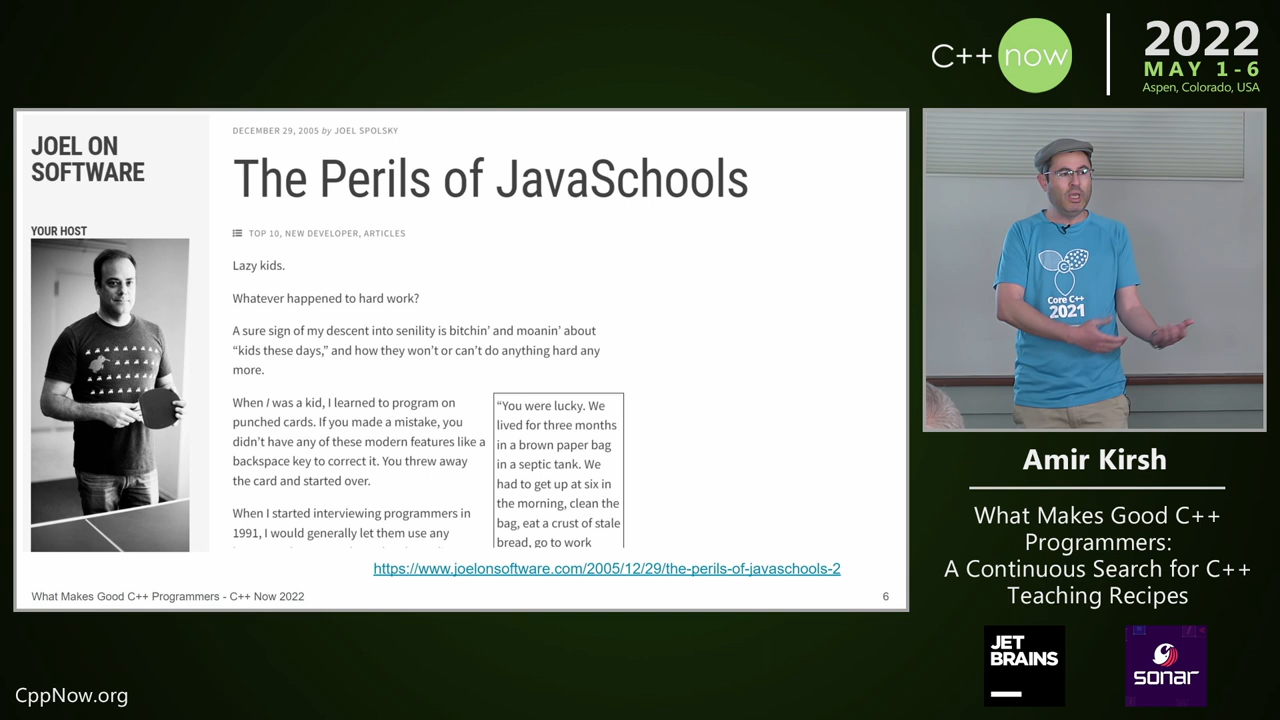 C++ now
2022
MAY 1-6
Aspen, Colorado, USA
JOEL ON
SOFTWARE
YOUR HOST
DECEMBER 29, 2005 by JOEL SPOLSKY
The Perils of JavaSchools
TOP 10, NEW DEVELOPER, ARTICLES
Lazy kids.
Whatever happened to hard work?
A sure sign of my descent into senility is bitchin’ and moanin’ about
“kids these days,” and how they won’t or can’t do anything hard any
more.
When I was a kid, I learned to program on
punched cards. If you made a mistake, you
didn’t have any of these modern features like a
backspace key to correct it. You threw away
the card and started over.
When I started interviewing programmers in
1991, I would generally let them use any
“You were lucky. We
lived for three months
in a brown paper bag
in a septic tank. We
had to get up at six in
the morning, clean the
bag, eat a crust of stale
bread, go to work
https://www.joelonsoftware.com/2005/12/29/the-perils-of-javaschools-2
What Makes Good C++ Programmers - C++ Now 2022
6
C
Core C++
2021
Amir Kirsh
What Makes Good C++
Programmers:
A Continuous Search for C++
Teaching Recipes
JET
BRAINS
sonar
CppNow.org